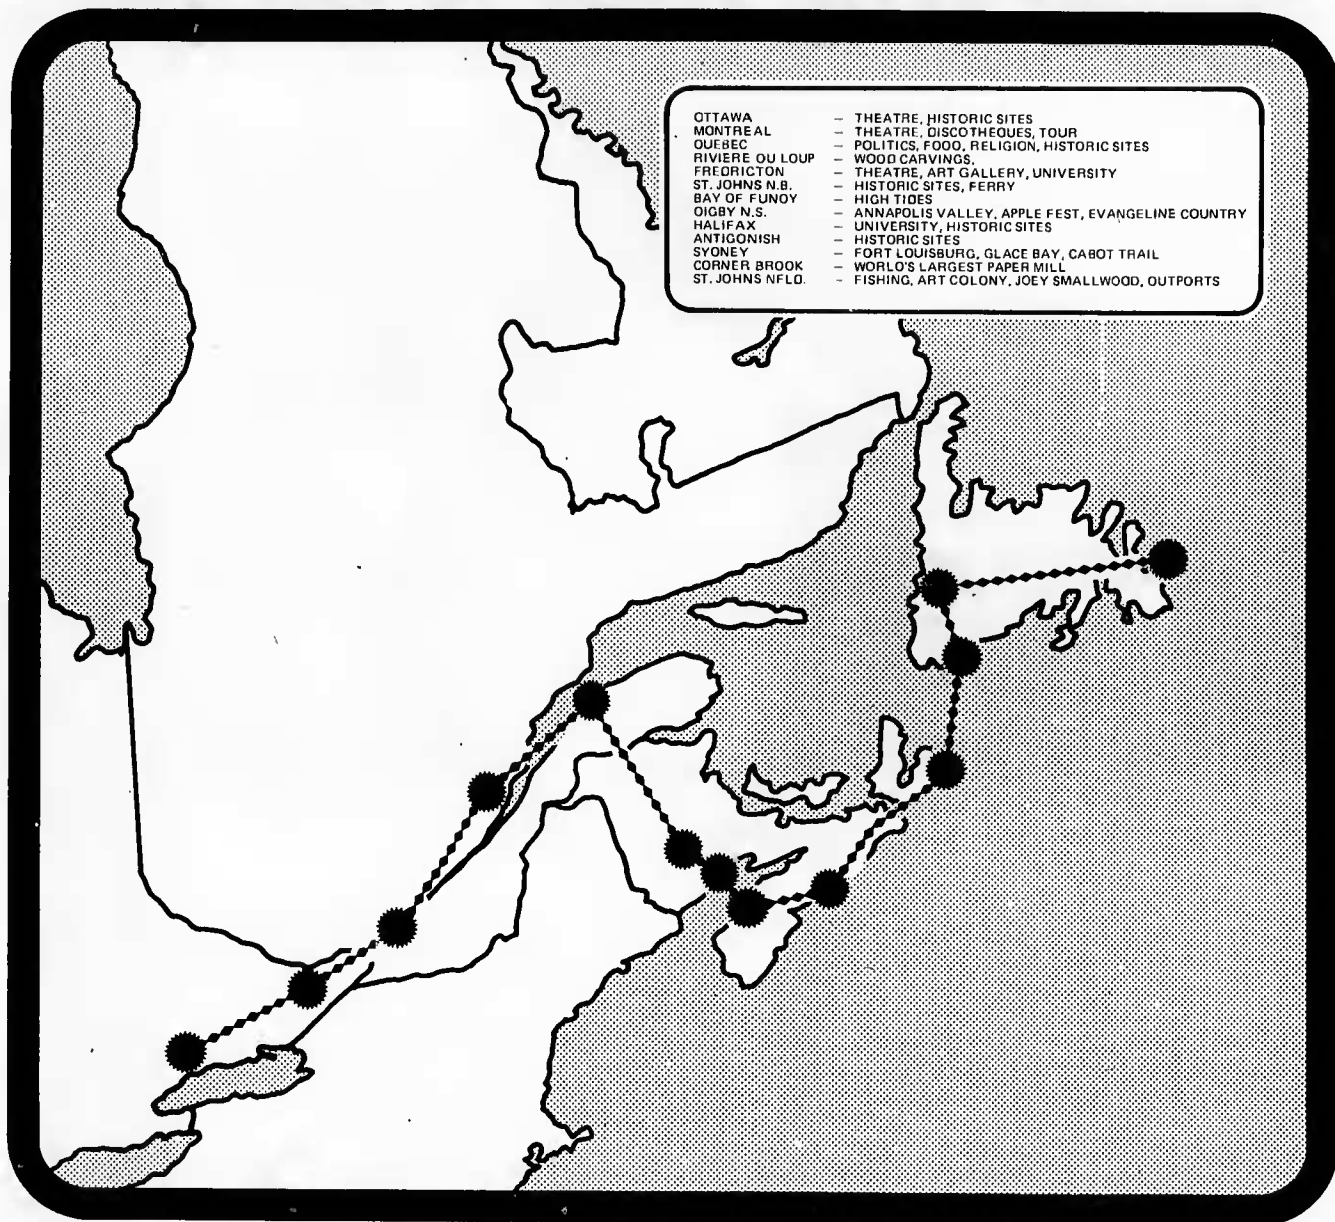 OTTAWA – THEATRE, HISTORIC SITES
MONTREAL – THEATRE, DISCOTHEQUES, TOUR
QUEBEC – POLITICS, FOOD, RELIGION, HISTORIC SITES
RIVIERE DU LOUP – WOOD CARVINGS,
FREDRICTON – THEATRE, ART GALLERY, UNIVERSITY
ST. JOHNS N.B. – HISTORIC SITES, FERRY
BAY OF FUNDY – HIGH TIDES
DIGBY N.S. – ANNAPOLIS VALLEY, APPLE FEST, EVANGELINE COUNTRY
HALIFAX – UNIVERSITY, HISTORIC SITES
ANTIGONISH – HISTORIC SITES
SYDNEY – FORT LOUISBURG, GLACE BAY, CABOT TRAIL
CORNER BROOK – WORLD'S LARGEST PAPER MILL
ST. JOHNS NFLD. – FISHING, ART COLONY, JOEY SMALLWOOD, OUTPORTS